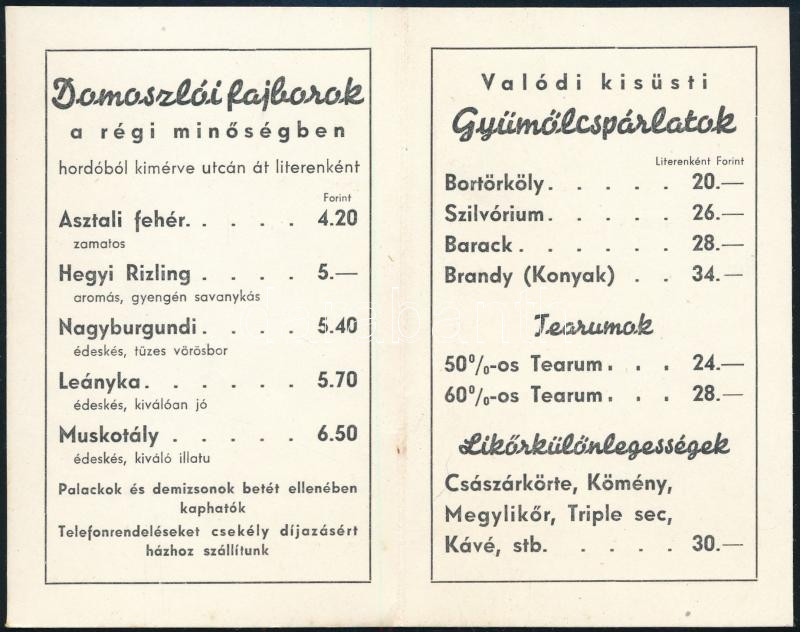 Domoszlói fajborok
a régi minőségben
hordóból kimérve utcán át literenként
Forint
Asztali fehér. . . . . 4.20
zamatos
Hegyi Rizling . . . . 5.—
aromás, gyengén savanykás
Nagyburgundi. . . . 5.40
édeskés, tüzes vörösbor
Leányka. . . . . . 5.70
édeskés, kiválóan jó
Muskotály . . . . . 6.50
édeskés, kiváló illatu
Palackok és demizsonok betét ellenében
kaphatók
Telefonrendeléseket csekély díjazásért
házhoz szállítunk
Valódi kisüsti
Gyümölcspárlatok
Literenként Forint
Bortörköly. . . . . 20.—
Szilvórium. . . . . 26.—
Barack. . . . . . 28.—
Brandy (Konyak) . . 34.—
Tearumok
50%-os Tearum. . . 24.—
60%-os Tearum. . . 28.—
Likőrkülönlegességek
Császárkörte, Kömény,
Megylikőr, Triple sec,
Kávé, stb. . . . . 30.—